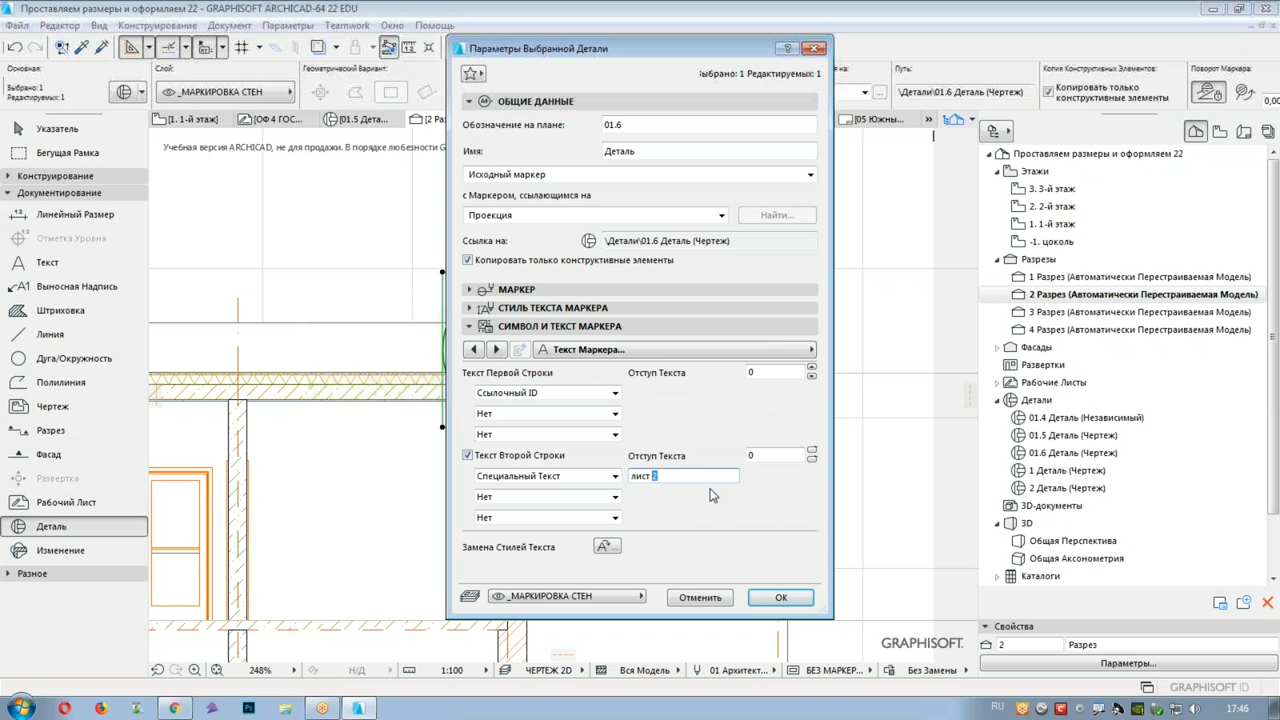 Проставляем размеры и оформляем 22 - GRAPHISOFT ARCHICAD-64 22 EDU
Файл Редактор Вид Конструирование Документ Параметры Teamwork Окно Помощь
Основная:
Выбрано: 1
Редактируемых: 1
Слой:
_МАРКИРОВКА СТЕН
Геометрический Вариант:
на:
Путь:
\Детали\01.6 Деталь (Чертеж)
Копия Конструктивных Элементов:
Копировать только конструктивные элементы
Поворот Маркера:
0,00
[1. 1-й этаж]
[ОФ 4 ГОС...
[01.5 Дета...
[2 Раз
[05 Южны...
Учебная версия ARCHICAD, не для продажи. В порядке любезности G
Указатель
Бегущая Рамка
Конструирование
Документирование
Линейный Размер
Отметка Уровня
Текст
Выносная Надпись
Штриховка
Линия
Дуга/Окружность
Полилиния
Чертеж
Разрез
Фасад
Развертка
Рабочий Лист
Деталь
Изменение
Разное
Параметры Выбранной Детали
Выбрано: 1 Редактируемых: 1
ОБЩИЕ ДАННЫЕ
Обозначение на плане: 01.6
Имя: Деталь
Исходный маркер
с Маркером, ссылающимся на
Проекция
Найти...
Ссылка на: \Детали\01.6 Деталь (Чертеж)
Копировать только конструктивные элементы
МАРКЕР
СТИЛЬ ТЕКСТА МАРКЕРА
СИМВОЛ И ТЕКСТ МАРКЕРА
Текст Маркера...
Текст Первой Строки Отступ Текста 0
Ссылочный ID
Нет
Нет
Текст Второй Строки Отступ Текста 0
Специальный Текст лист 2
Нет
Нет
Замена Стилей Текста
_МАРКИРОВКА СТЕН
Отменить
OK
Проставляем размеры и оформляем 22
Этажи
3. 3-й этаж
2. 2-й этаж
1. 1-й этаж
-1. цоколь
Разрезы
1 Разрез (Автоматически Перестраиваемая Модель)
2 Разрез (Автоматически Перестраиваемая Модель)
3 Разрез (Автоматически Перестраиваемая Модель)
4 Разрез (Автоматически Перестраиваемая Модель)
Фасады
Развертки
Рабочие Листы
Детали
01.4 Деталь (Независимый)
01.5 Деталь (Чертеж)
01.6 Деталь (Чертеж)
1 Деталь (Чертеж)
2 Деталь (Чертеж)
3D-документы
3D
Общая Перспектива
Общая Аксонометрия
Каталоги
Свойства
2 Разрез
Параметры...
GRAPHISOFT.
248% Н/Д 1:100 ЧЕРТЕЖ 2D Вся Модель 01 Архитект... БЕЗ МАРКЕР... Без Замены
GRAPHISOFT ID
RU 17:46